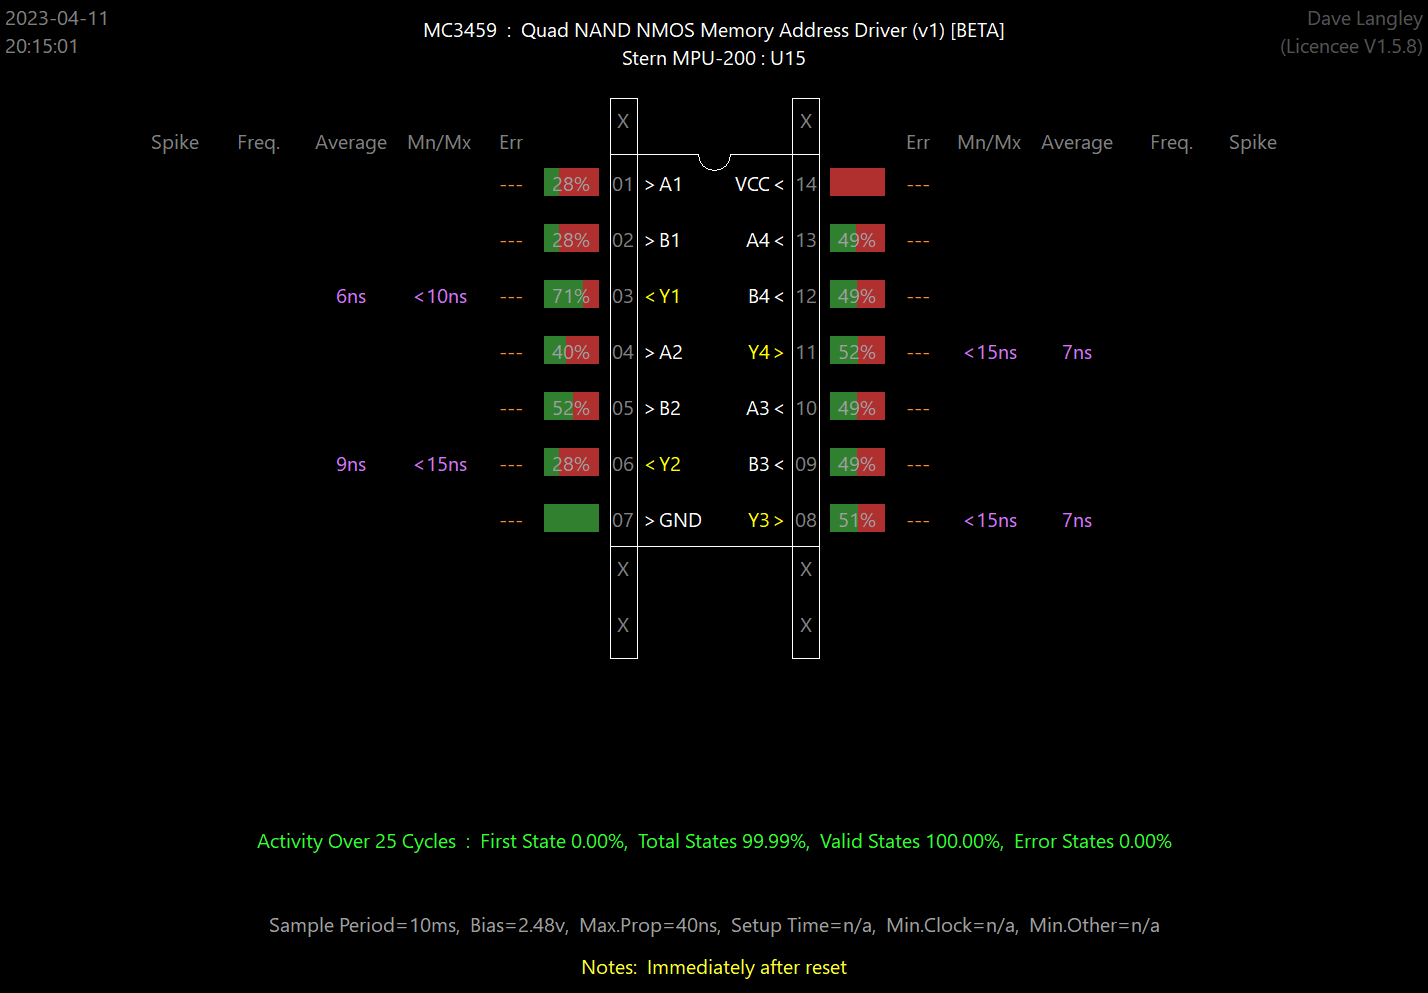 2023-04-11
20:15:01
MC3459 : Quad NAND NMOS Memory Address Driver (v1) [BETA]
Stern MPU-200 : U15
Dave Langley
(Licencee V1.5.8)
X X
Spike Freq. Average Mn/Mx Err Err Mn/Mx Average Freq. Spike
--- 28% 01 > A1 VCC < 14 ---
--- 28% 02 > B1 A4 < 13 49% ---
6ns <10ns --- 71% 03 < Y1 B4 < 12 49% ---
--- 40% 04 > A2 Y4 > 11 52% --- <15ns 7ns
--- 52% 05 > B2 A3 < 10 49% ---
9ns <15ns --- 28% 06 < Y2 B3 < 09 49% ---
--- 07 > GND Y3 > 08 51% --- <15ns 7ns
X X
X X
Activity Over 25 Cycles : First State 0.00%, Total States 99.99%, Valid States 100.00%, Error States 0.00%
Sample Period=10ms, Bias=2.48v, Max.Prop=40ns, Setup Time=n/a, Min.Clock=n/a, Min.Other=n/a
Notes: Immediately after reset